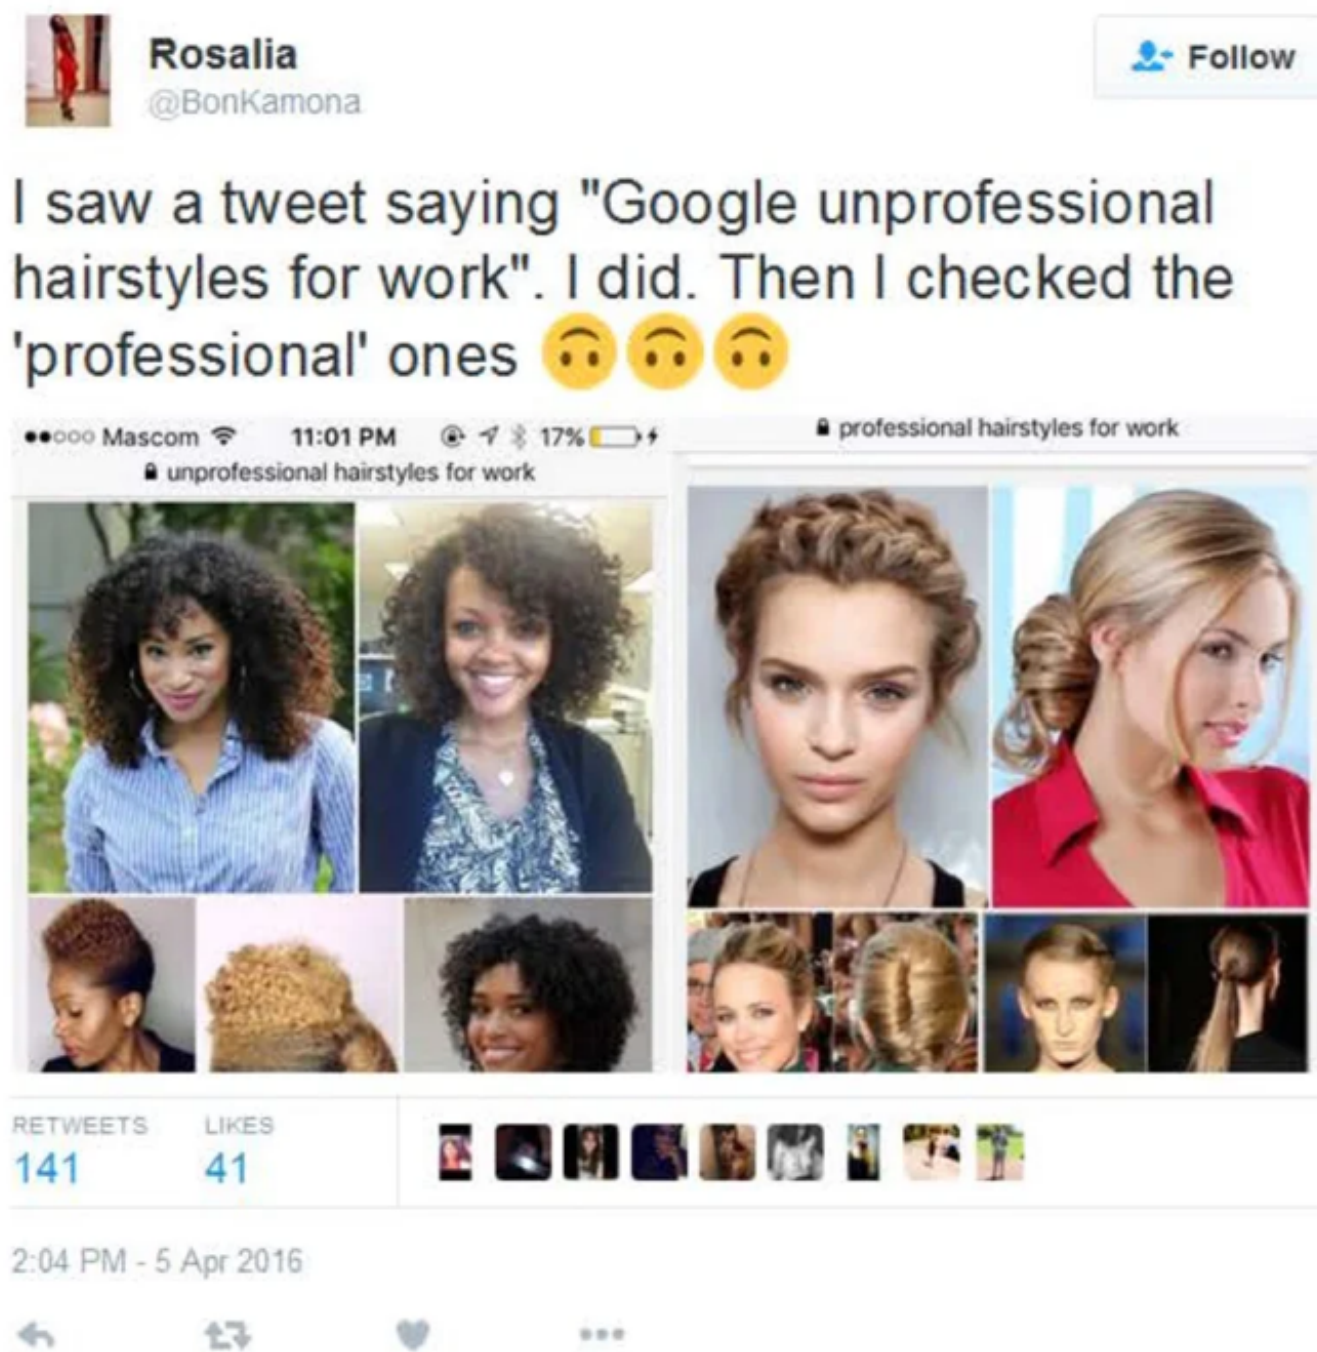 Rosalia
@BonKamona
Follow
I saw a tweet saying "Google unprofessional
hairstyles for work". I did. Then I checked the
'professional' ones 🙃🙃🙃
Mascom 11:01 PM 17%
unprofessional hairstyles for work
professional hairstyles for work
RETWEETS LIKES
141 41
2:04 PM - 5 Apr 2016